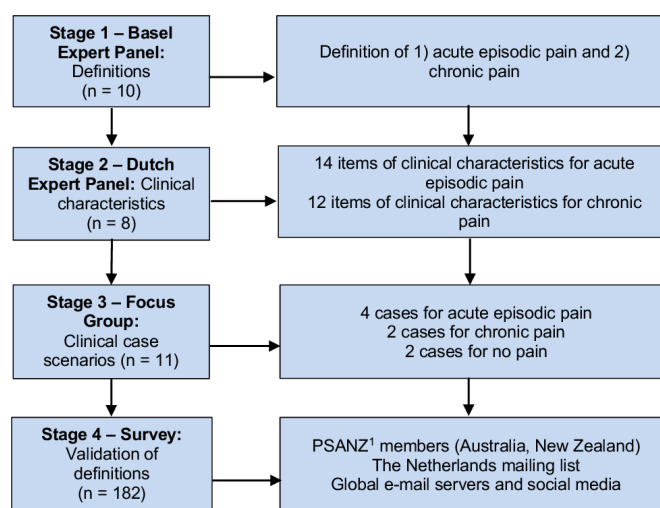 Stage 1 – Basel
Expert Panel:
Definitions
(n = 10)
Definition of 1) acute episodic pain and 2)
chronic pain
Stage 2 – Dutch
Expert Panel: Clinical
characteristics
(n = 8)
14 items of clinical characteristics for acute
episodic pain
12 items of clinical characteristics for chronic
pain
Stage 3 – Focus
Group:
Clinical case
scenarios (n = 11)
4 cases for acute episodic pain
2 cases for chronic pain
2 cases for no pain
Stage 4 – Survey:
Validation of
definitions
(n = 182)
PSANZ¹ members (Australia, New Zealand)
The Netherlands mailing list
Global e-mail servers and social media